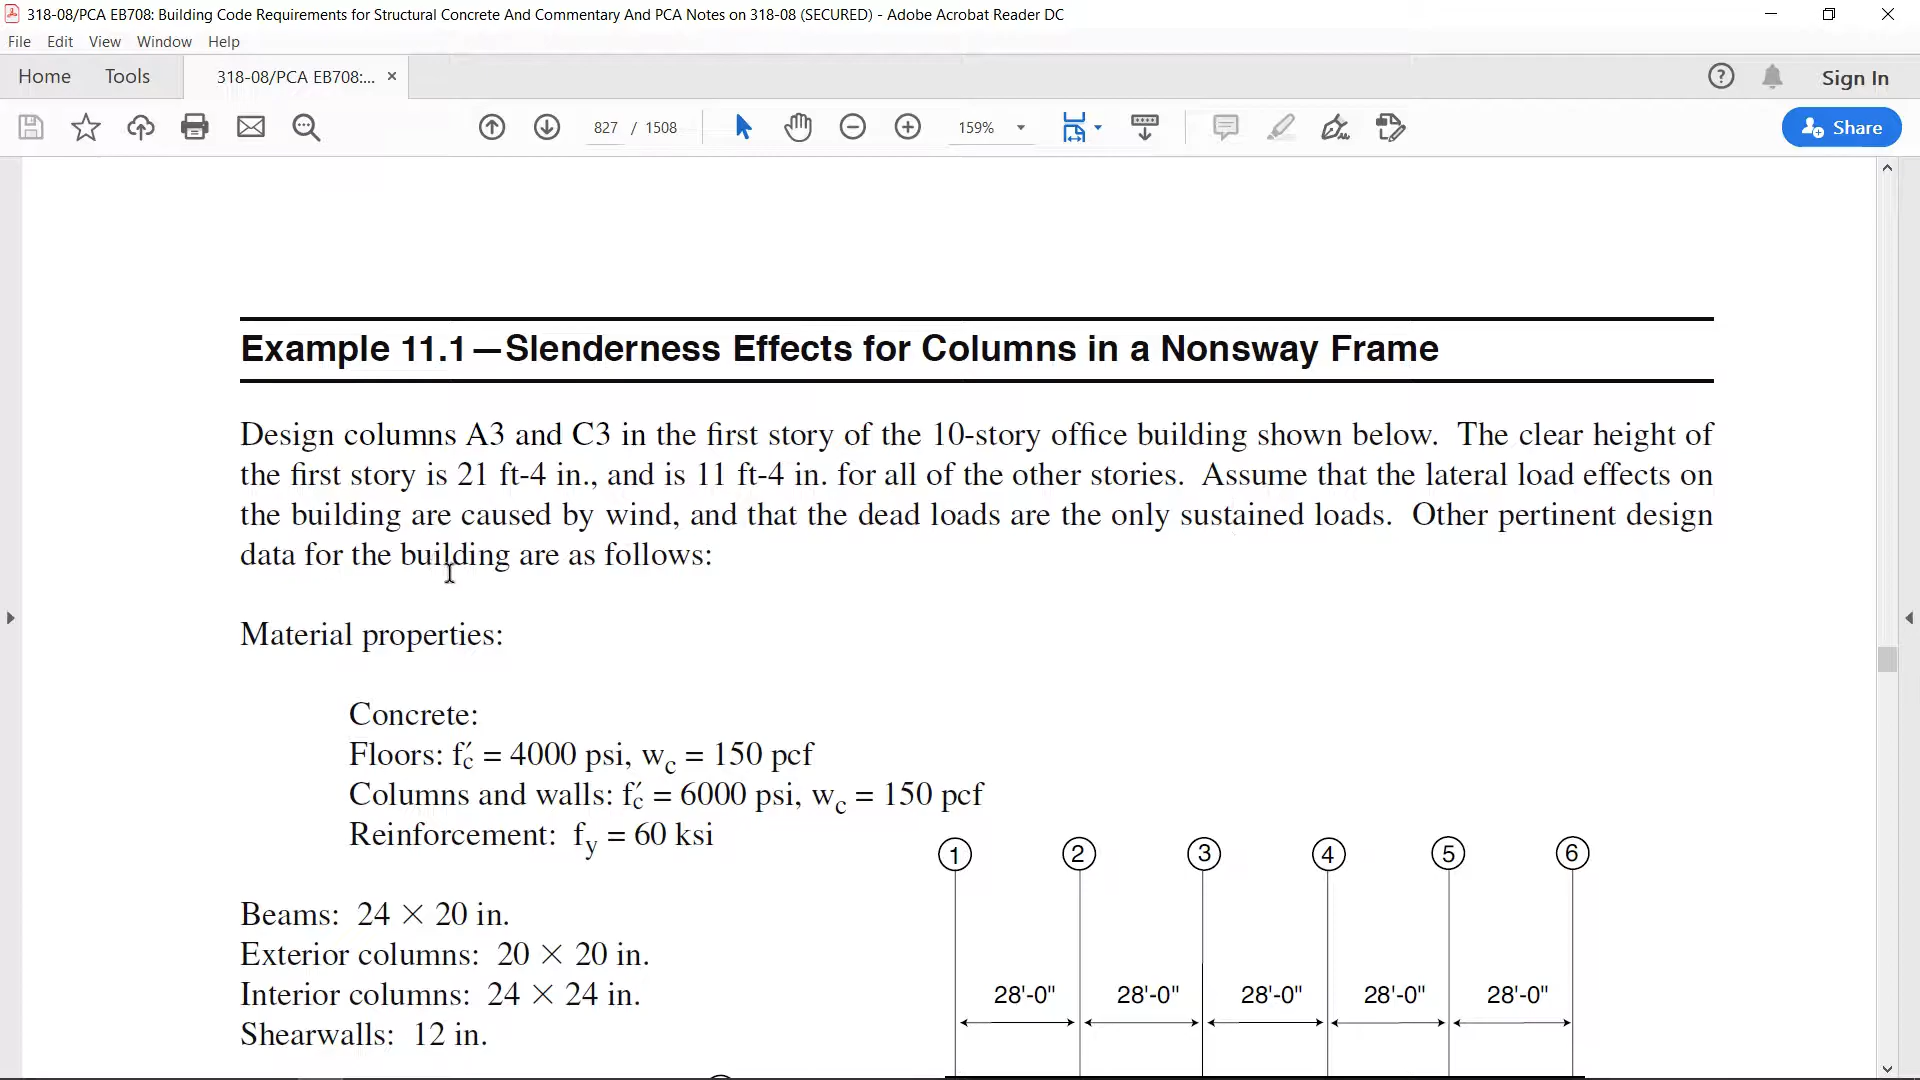 318-08/PCA EB708: Building Code Requirements for Structural Concrete And Commentary And PCA Notes on 318-08 (SECURED) - Adobe Acrobat Reader DC
File Edit View Window Help
Home Tools 318-08/PCA EB708:... × Sign In
827 / 1508 159% Share
Example 11.1—Slenderness Effects for Columns in a Nonsway Frame
Design columns A3 and C3 in the first story of the 10-story office building shown below. The clear height of
the first story is 21 ft-4 in., and is 11 ft-4 in. for all of the other stories. Assume that the lateral load effects on
the building are caused by wind, and that the dead loads are the only sustained loads. Other pertinent design
data for the building are as follows:
Material properties:
Concrete:
Floors: f′c = 4000 psi, wc = 150 pcf
Columns and walls: f′c = 6000 psi, wc = 150 pcf
Reinforcement: fy = 60 ksi
1 2 3 4 5 6
Beams: 24 × 20 in.
Exterior columns: 20 × 20 in.
Interior columns: 24 × 24 in.
28'-0" 28'-0" 28'-0" 28'-0" 28'-0"
Shearwalls: 12 in.